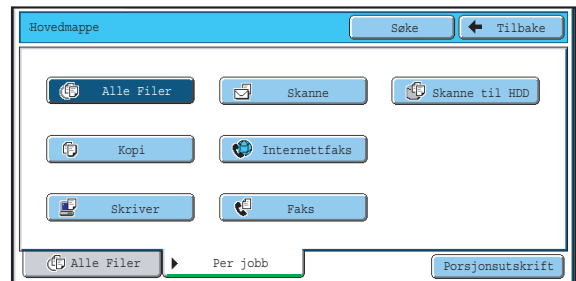 Hovedmappe
Søke
Tilbake
Alle Filer
Skanne
Skanne til HDD
Kopi
Internettfaks
Skriver
Faks
Alle Filer
Per jobb
Porsjonsutskrift